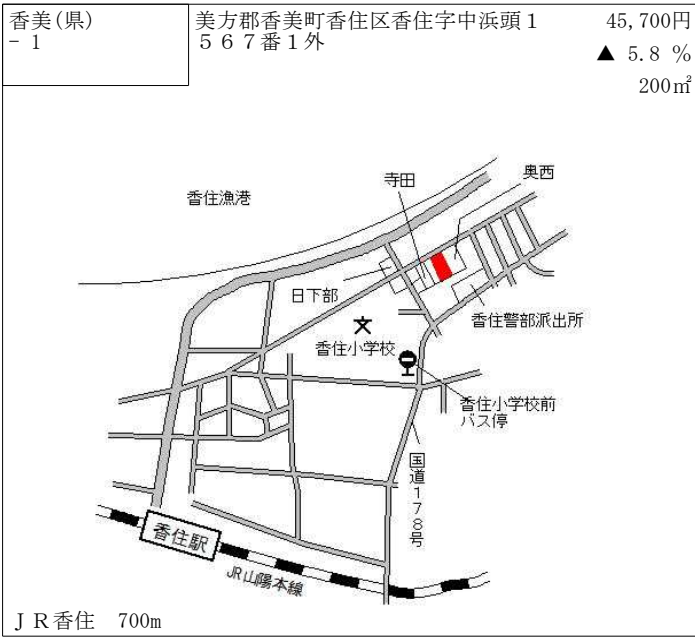 香美(県)
- 1
美方郡香美町香住区香住字中浜頭１
５６７番１外
45,700円
▲ 5.8 %
200㎡
奥西
寺田
香住漁港
日下部
香住警部派出所
文
香住小学校
香住小学校前
バス停
国道１７８号
香住駅
JR山陽本線
ＪＲ香住 700m